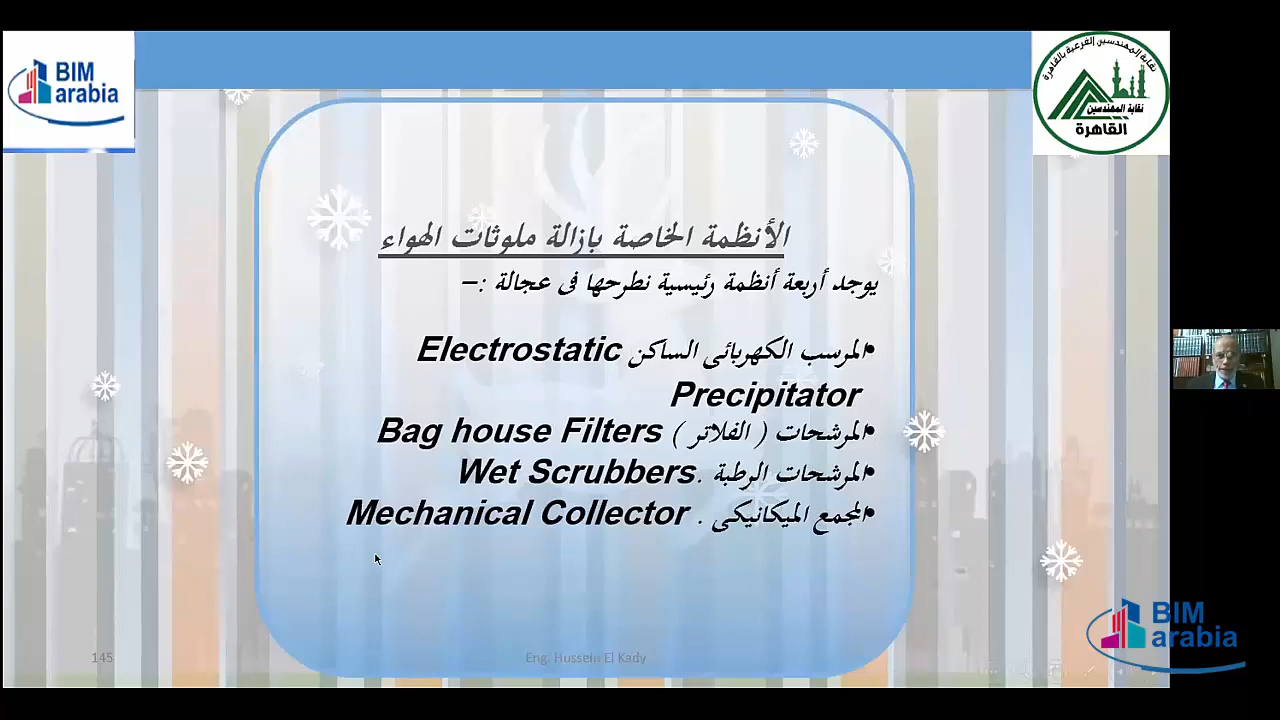 BIM
arabia
نقابة المهندسين الفرعية بالقاهرة
نقابة المهندسين
القاهرة
الأنظمة الخاصة بازالة ملوثات الهواء
يوجد أربعة أنظمة رئيسية نطرحها فى عجالة :–
•المرسب الكهربائى الساكن Electrostatic
Precipitator
•المرشحات ( الفلاتر ) Bag house Filters
•المرشحات الرطبة .Wet Scrubbers
•المجمع الميكانيكى . Mechanical Collector
145
Eng. Hussein El Kady
BIM
arabia